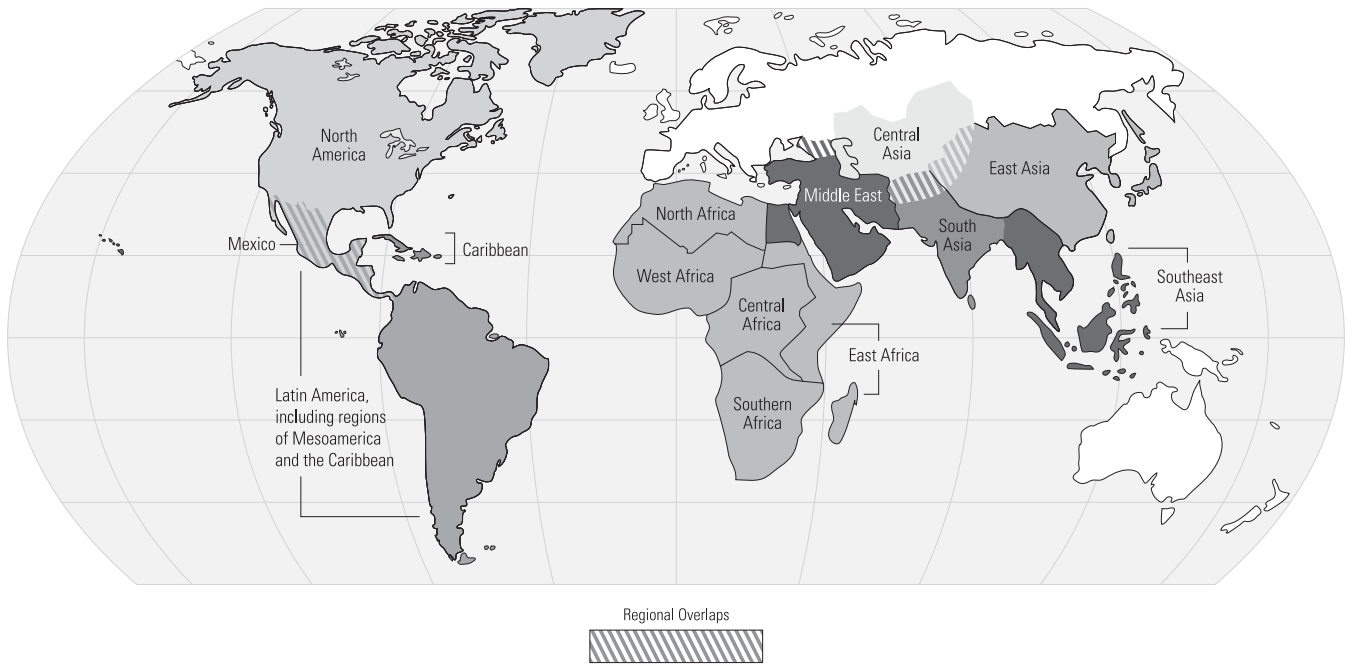 North
America
Central
Asia
East Asia
Middle East
North Africa
South
Asia
Mexico
Caribbean
West Africa
Southeast
Asia
Central
Africa
East Africa
Latin America,
including regions
of Mesoamerica
and the Caribbean
Southern
Africa
Regional Overlaps